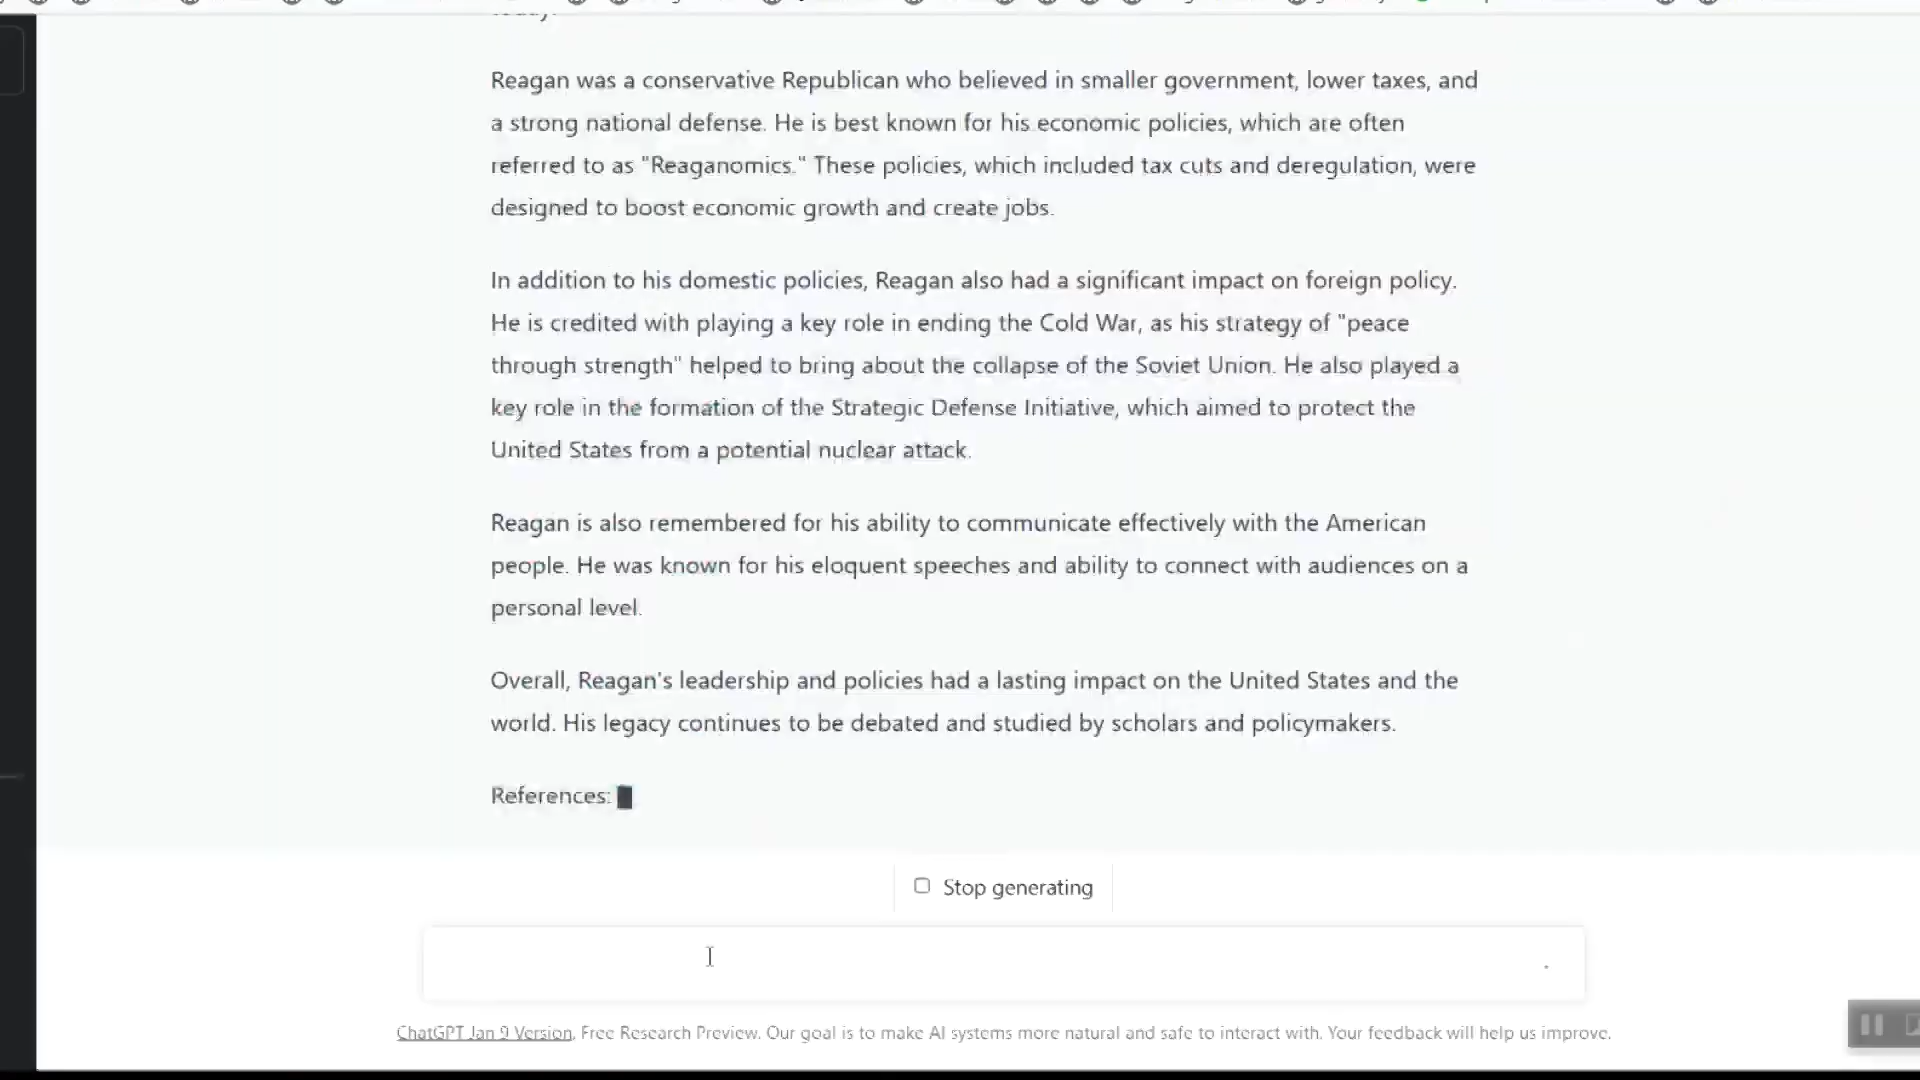 today.
Reagan was a conservative Republican who believed in smaller government, lower taxes, and
a strong national defense. He is best known for his economic policies, which are often
referred to as "Reaganomics." These policies, which included tax cuts and deregulation, were
designed to boost economic growth and create jobs.
In addition to his domestic policies, Reagan also had a significant impact on foreign policy.
He is credited with playing a key role in ending the Cold War, as his strategy of "peace
through strength" helped to bring about the collapse of the Soviet Union. He also played a
key role in the formation of the Strategic Defense Initiative, which aimed to protect the
United States from a potential nuclear attack.
Reagan is also remembered for his ability to communicate effectively with the American
people. He was known for his eloquent speeches and ability to connect with audiences on a
personal level.
Overall, Reagan's leadership and policies had a lasting impact on the United States and the
world. His legacy continues to be debated and studied by scholars and policymakers.
References:
Stop generating
ChatGPT Jan 9 Version. Free Research Preview. Our goal is to make AI systems more natural and safe to interact with. Your feedback will help us improve.